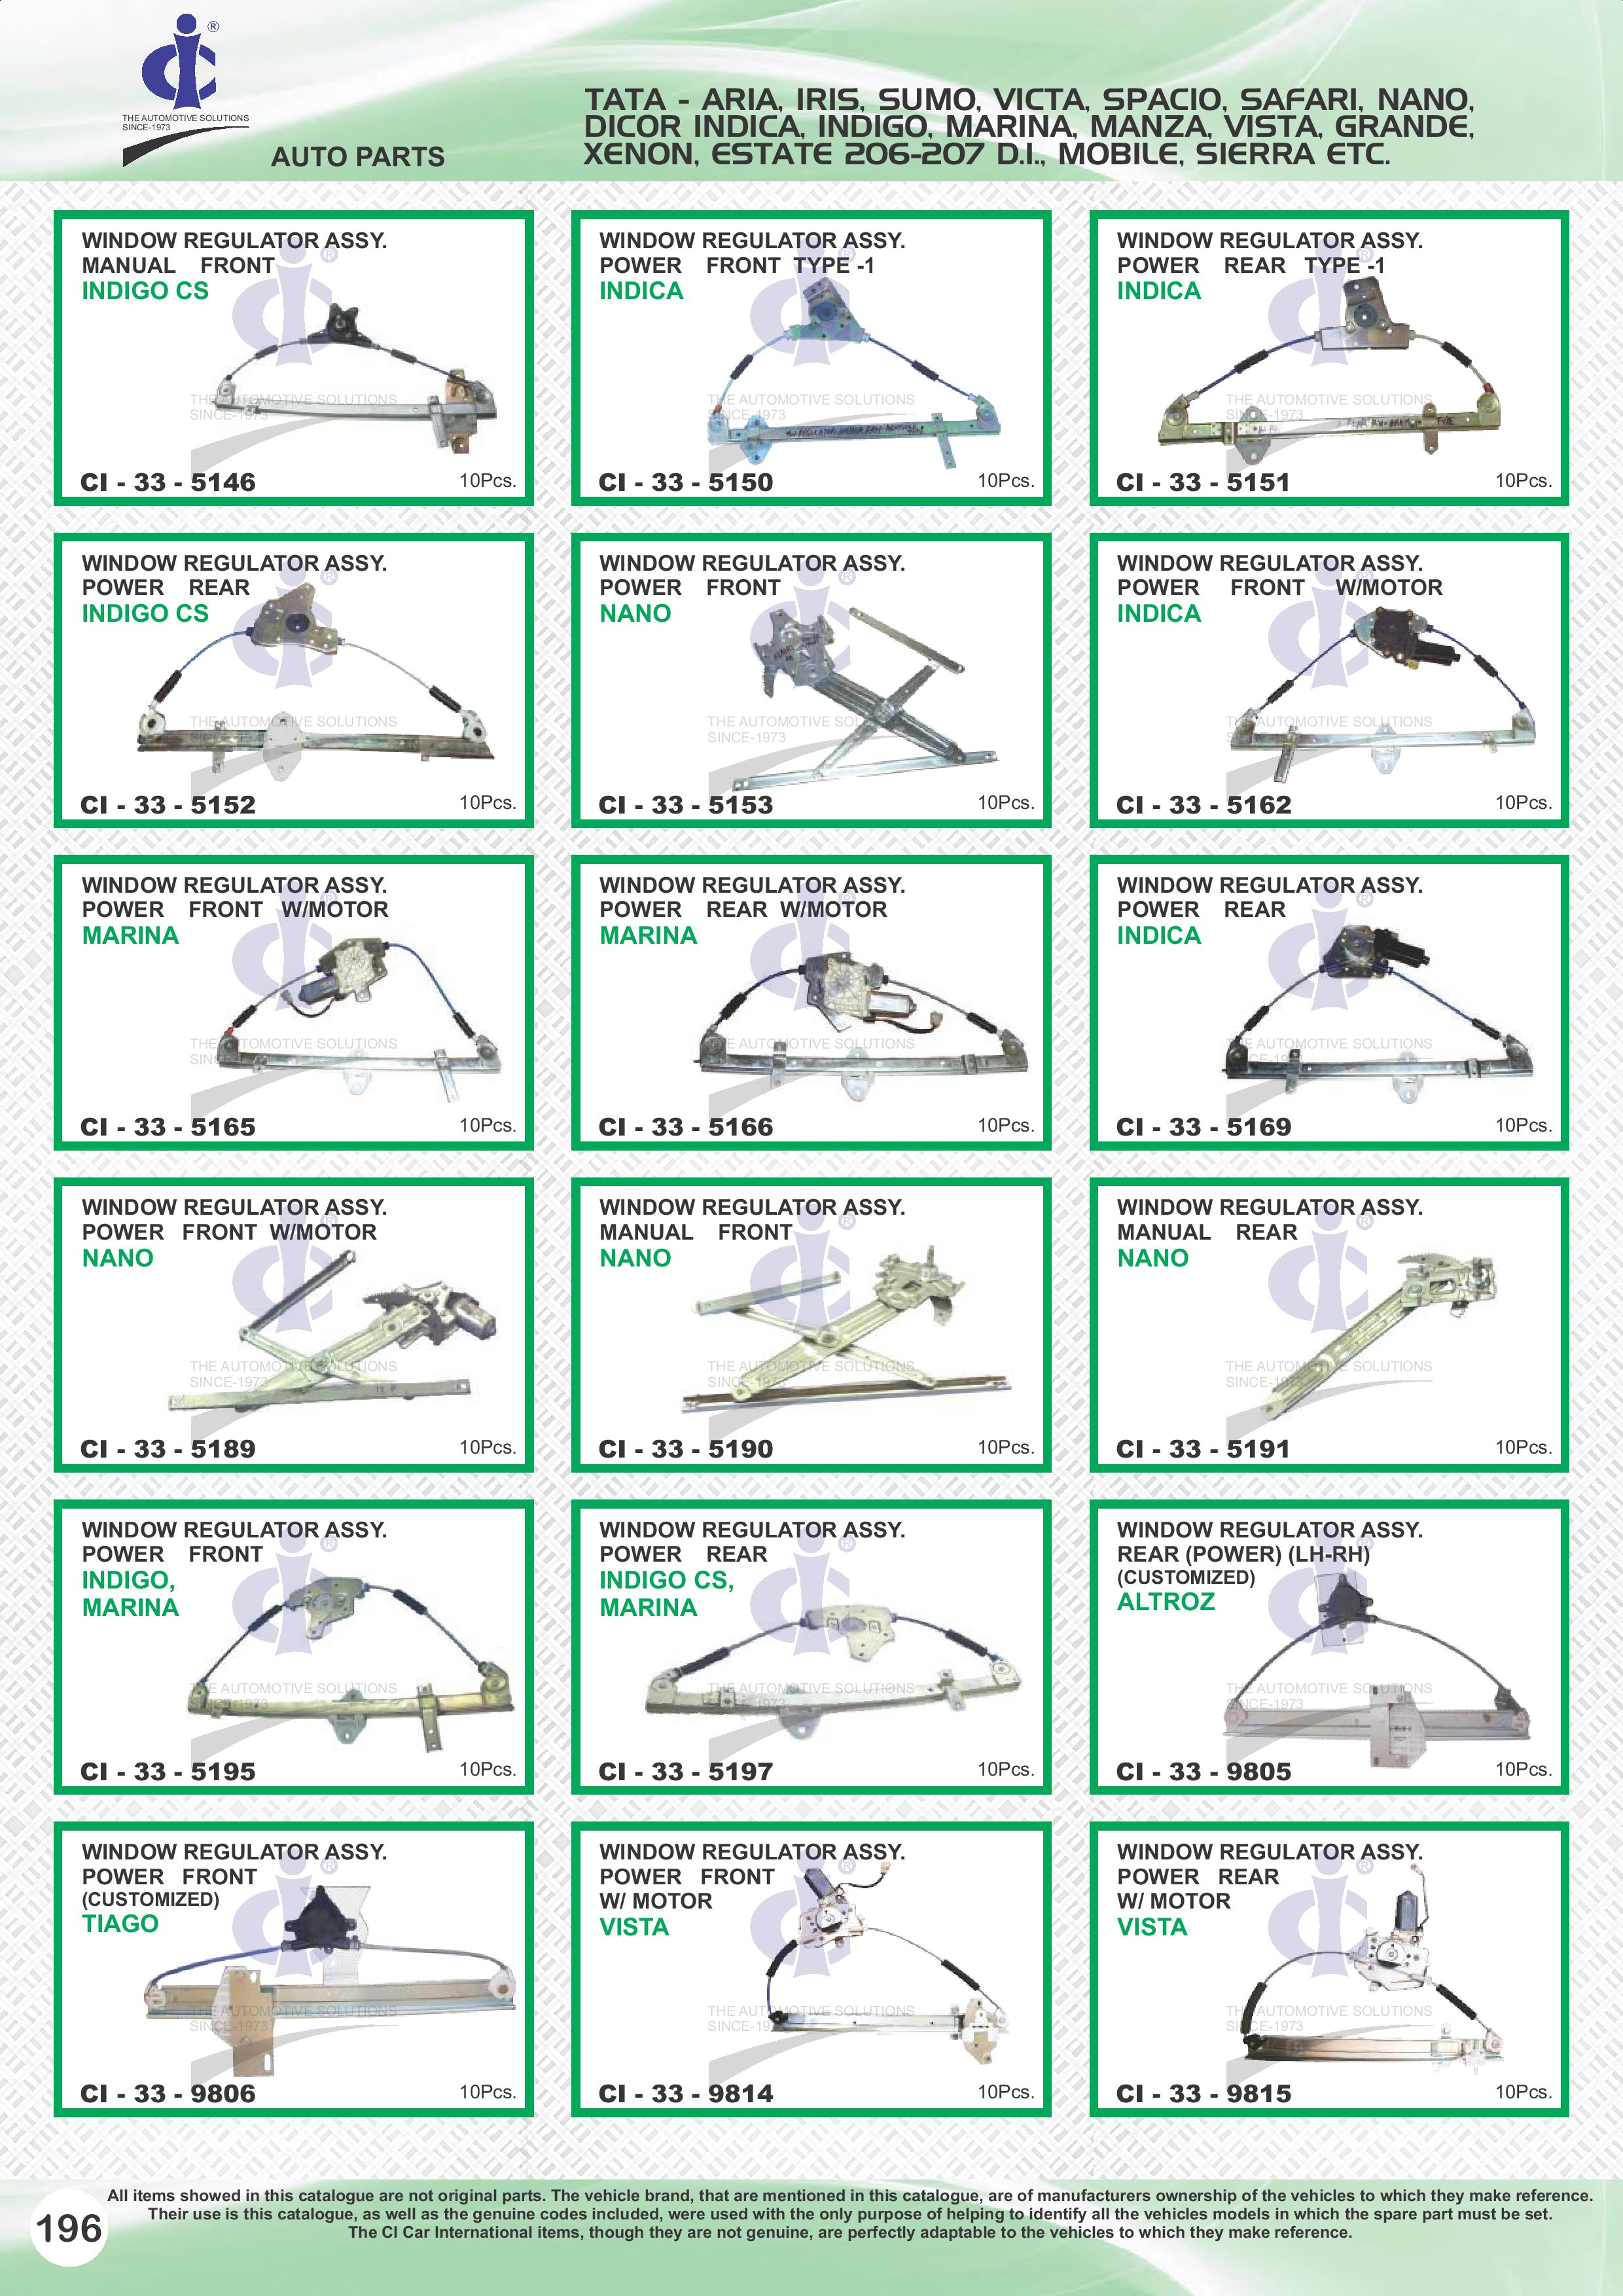 ®
THE AUTOMOTIVE SOLUTIONS
SINCE-1973
AUTO PARTS
TATA - ARIA, IRIS, SUMO, VICTA, SPACIO, SAFARI, NANO,
DICOR INDICA, INDIGO, MARINA, MANZA, VISTA, GRANDE,
XENON, ESTATE 206-207 D.I., MOBILE, SIERRA ETC.
WINDOW REGULATOR ASSY.
MANUAL FRONT
INDIGO CS
CI - 33 - 5146
10Pcs.
WINDOW REGULATOR ASSY.
POWER FRONT TYPE -1
INDICA
CI - 33 - 5150
10Pcs.
WINDOW REGULATOR ASSY.
POWER REAR TYPE -1
INDICA
CI - 33 - 5151
10Pcs.
WINDOW REGULATOR ASSY.
POWER REAR
INDIGO CS
CI - 33 - 5152
10Pcs.
WINDOW REGULATOR ASSY.
POWER FRONT
NANO
CI - 33 - 5153
10Pcs.
WINDOW REGULATOR ASSY.
POWER FRONT W/MOTOR
INDICA
CI - 33 - 5162
10Pcs.
WINDOW REGULATOR ASSY.
POWER FRONT W/MOTOR
MARINA
CI - 33 - 5165
10Pcs.
WINDOW REGULATOR ASSY.
POWER REAR W/MOTOR
MARINA
CI - 33 - 5166
10Pcs.
WINDOW REGULATOR ASSY.
POWER REAR
INDICA
CI - 33 - 5169
10Pcs.
WINDOW REGULATOR ASSY.
POWER FRONT W/MOTOR
NANO
CI - 33 - 5189
10Pcs.
WINDOW REGULATOR ASSY.
MANUAL FRONT
NANO
CI - 33 - 5190
10Pcs.
WINDOW REGULATOR ASSY.
MANUAL REAR
NANO
CI - 33 - 5191
10Pcs.
WINDOW REGULATOR ASSY.
POWER FRONT
INDIGO,
MARINA
CI - 33 - 5195
10Pcs.
WINDOW REGULATOR ASSY.
POWER REAR
INDIGO CS,
MARINA
CI - 33 - 5197
10Pcs.
WINDOW REGULATOR ASSY.
REAR (POWER) (LH-RH)
(CUSTOMIZED)
ALTROZ
CI - 33 - 9805
10Pcs.
WINDOW REGULATOR ASSY.
POWER FRONT
(CUSTOMIZED)
TIAGO
CI - 33 - 9806
10Pcs.
WINDOW REGULATOR ASSY.
POWER FRONT
W/ MOTOR
VISTA
CI - 33 - 9814
10Pcs.
WINDOW REGULATOR ASSY.
POWER REAR
W/ MOTOR
VISTA
CI - 33 - 9815
10Pcs.
196
All items showed in this catalogue are not original parts. The vehicle brand, that are mentioned in this catalogue, are of manufacturers ownership of the vehicles to which they make reference.
Their use is this catalogue, as well as the genuine codes included, were used with the only purpose of helping to identify all the vehicles models in which the spare part must be set.
The CI Car International items, though they are not genuine, are perfectly adaptable to the vehicles to which they make reference.